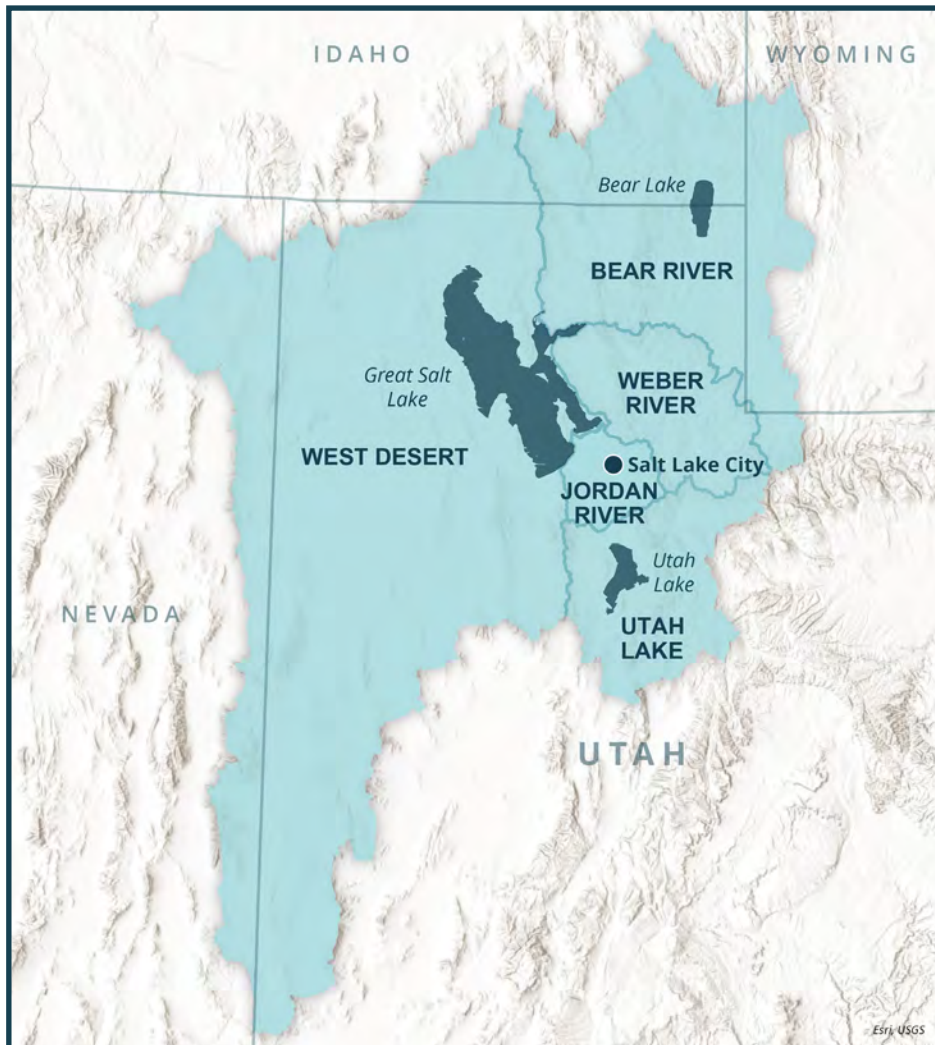 IDAHO
WYOMING
Bear Lake
BEAR RIVER
Great Salt
Lake
WEBER
RIVER
WEST DESERT
Salt Lake City
JORDAN
RIVER
Utah
Lake
NEVADA
UTAH
LAKE
UTAH
Esri, USGS